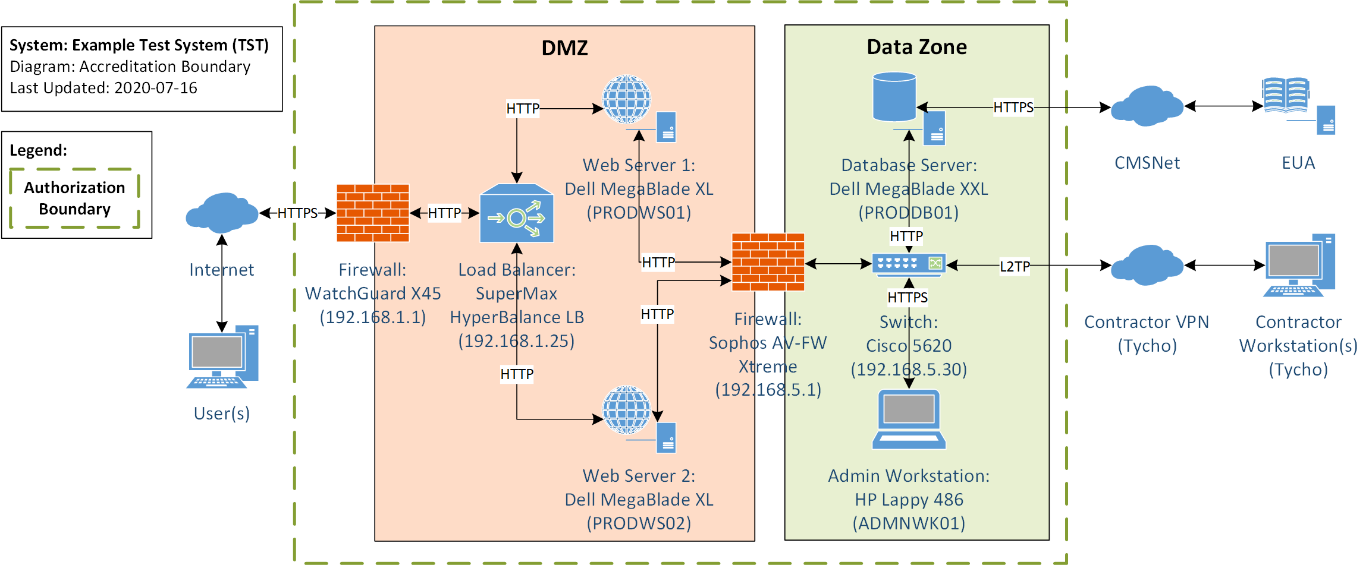 System: Example Test System (TST)
Diagram: Accreditation Boundary
Last Updated: 2020-07-16
Legend:
Authorization
Boundary
DMZ
Data Zone
HTTP
HTTPS
Web Server 1:
Dell MegaBlade XL
(PRODWS01)
Database Server:
Dell MegaBlade XXL
(PRODDB01)
CMSNet
EUA
HTTPS
HTTP
HTTP
Internet
Firewall:
WatchGuard X45
(192.168.1.1)
Load Balancer:
SuperMax
HyperBalance LB
(192.168.1.25)
HTTP
HTTP
L2TP
HTTPS
Firewall:
Sophos AV-FW
Xtreme
(192.168.5.1)
Switch:
Cisco 5620
(192.168.5.30)
Contractor VPN
(Tycho)
Contractor
Workstation(s)
(Tycho)
User(s)
HTTP
Web Server 2:
Dell MegaBlade XL
(PRODWS02)
Admin Workstation:
HP Lappy 486
(ADMNWK01)